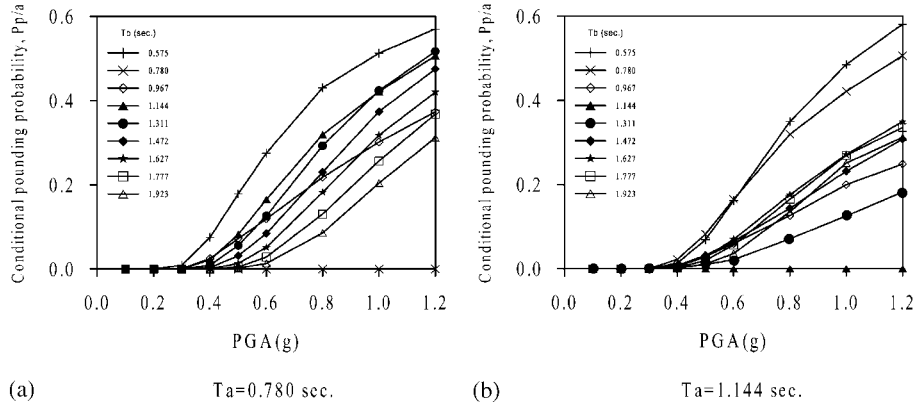 Conditional pounding probability, Pp/a
0.6
0.4
0.2
0.0
Tb (sec.)
0.575
0.780
0.967
1.144
1.311
1.472
1.627
1.777
1.923
0.0 0.2 0.4 0.6 0.8 1.0 1.2
PGA(g)
(a) Ta=0.780 sec.
Conditional pounding probability, Pp/a
0.6
0.4
0.2
0.0
Tb (sec.)
0.575
0.780
0.967
1.144
1.311
1.472
1.627
1.777
1.923
0.0 0.2 0.4 0.6 0.8 1.0 1.2
PGA(g)
(b) Ta=1.144 sec.